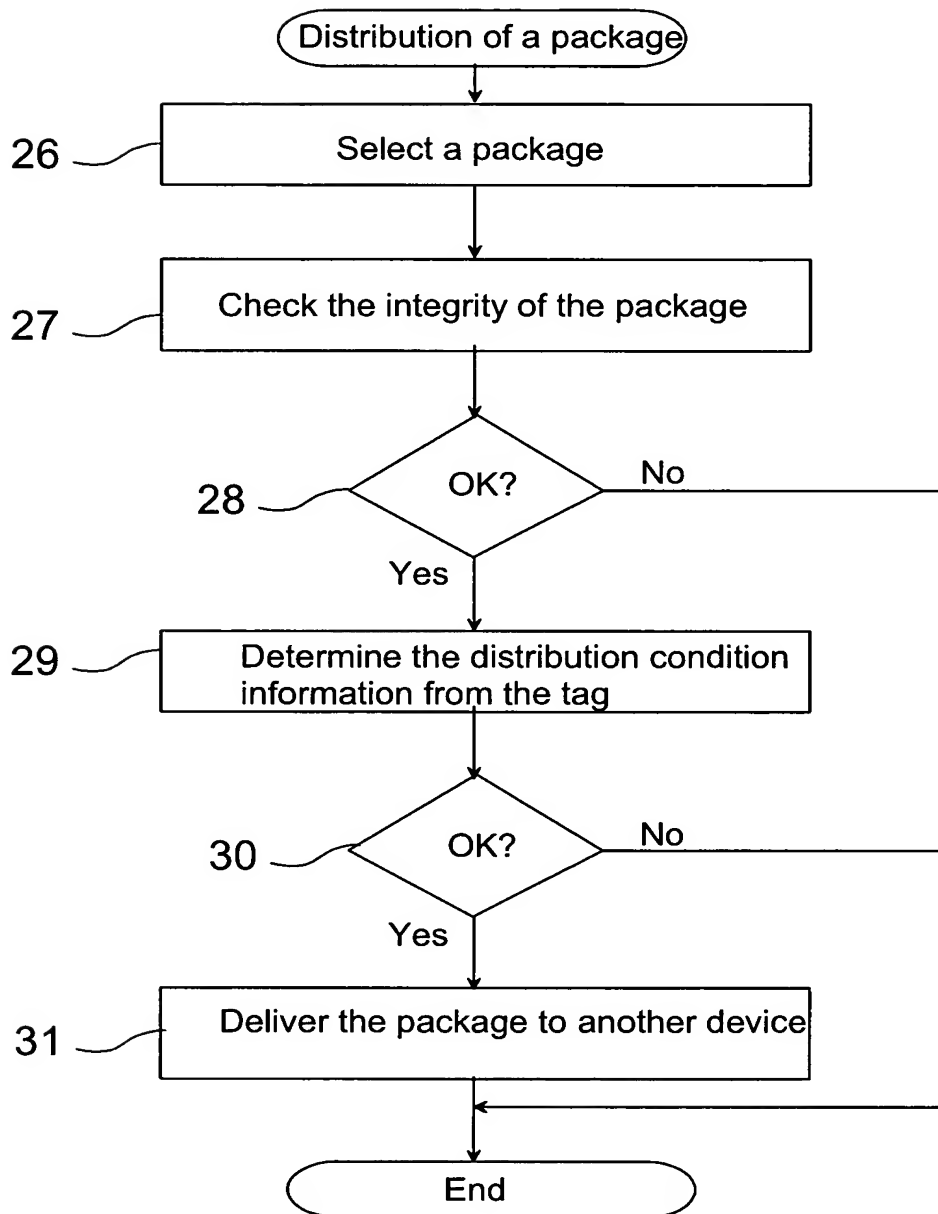 Distribution of a package
26
Select a package
27
Check the integrity of the package
28
OK?
No
Yes
29
Determine the distribution condition
information from the tag
30
OK?
No
Yes
31
Deliver the package to another device
End